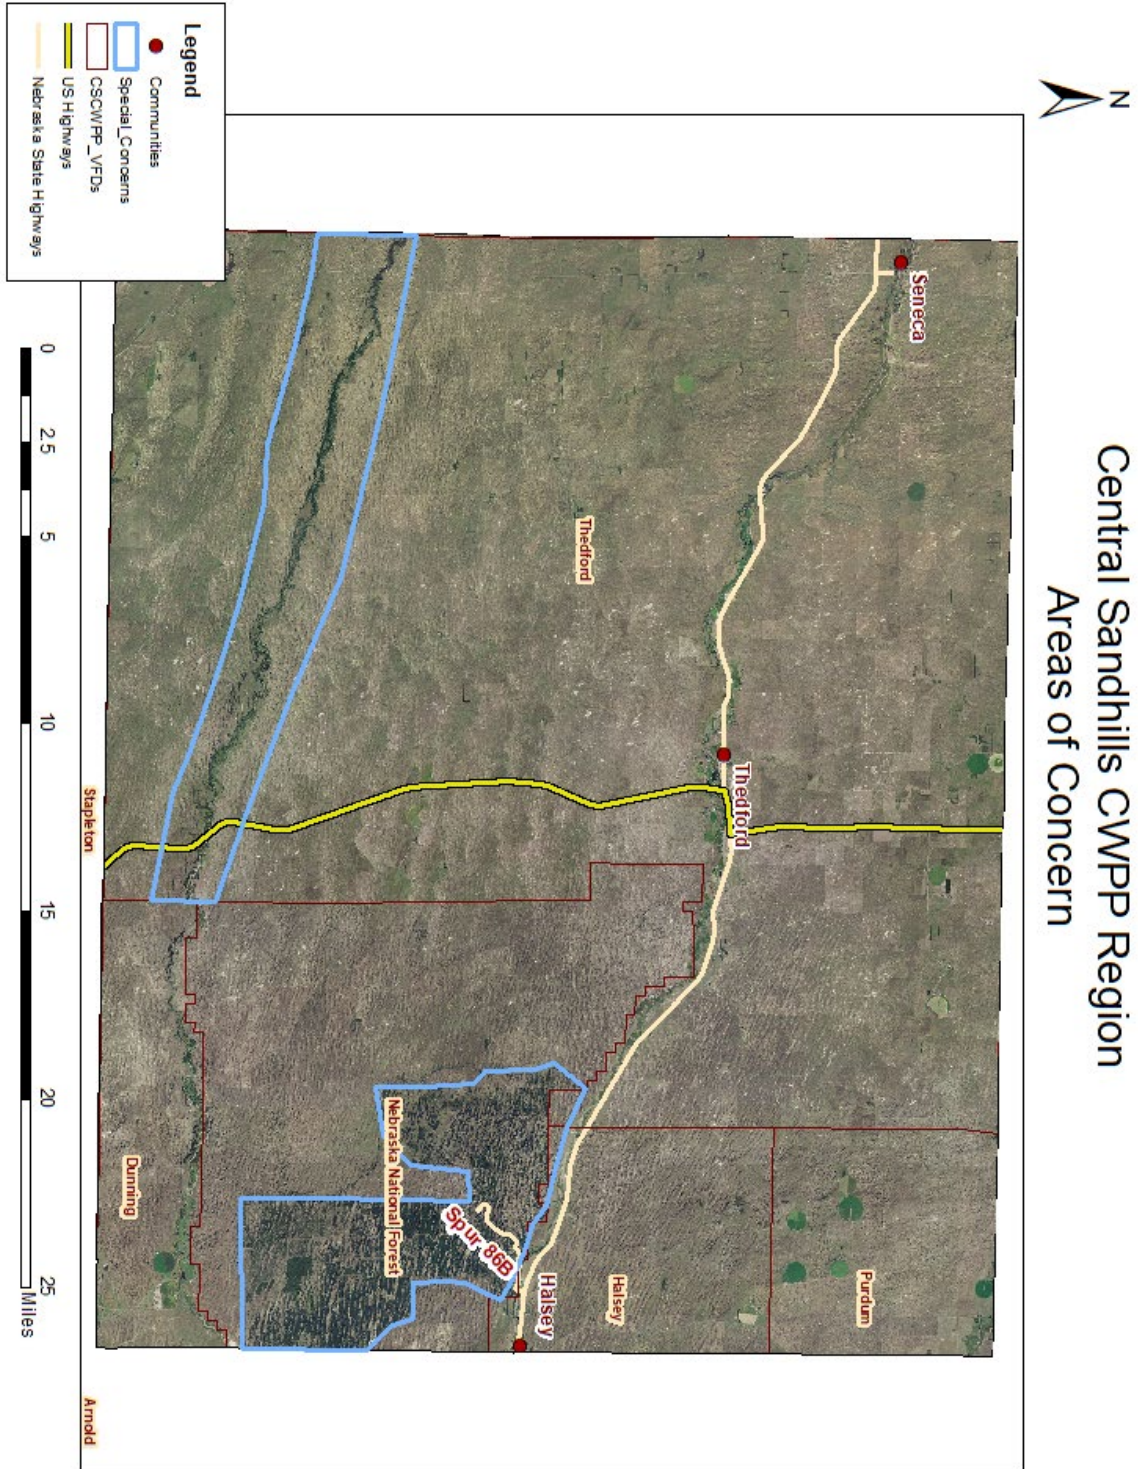 Central Sandhills CWPP Region
Areas of Concern
N
Seneca
Thedford
Thedford
Purdum
Halsey
Halsey
Spur 86B
Nebraska National Forest
Dunning
Stapleton
Arnold
Legend
Communities
Special_Concerns
CSCWPP_VFDs
US Highways
Nebraska State Highways
0 2.5 5 10 15 20 25
Miles